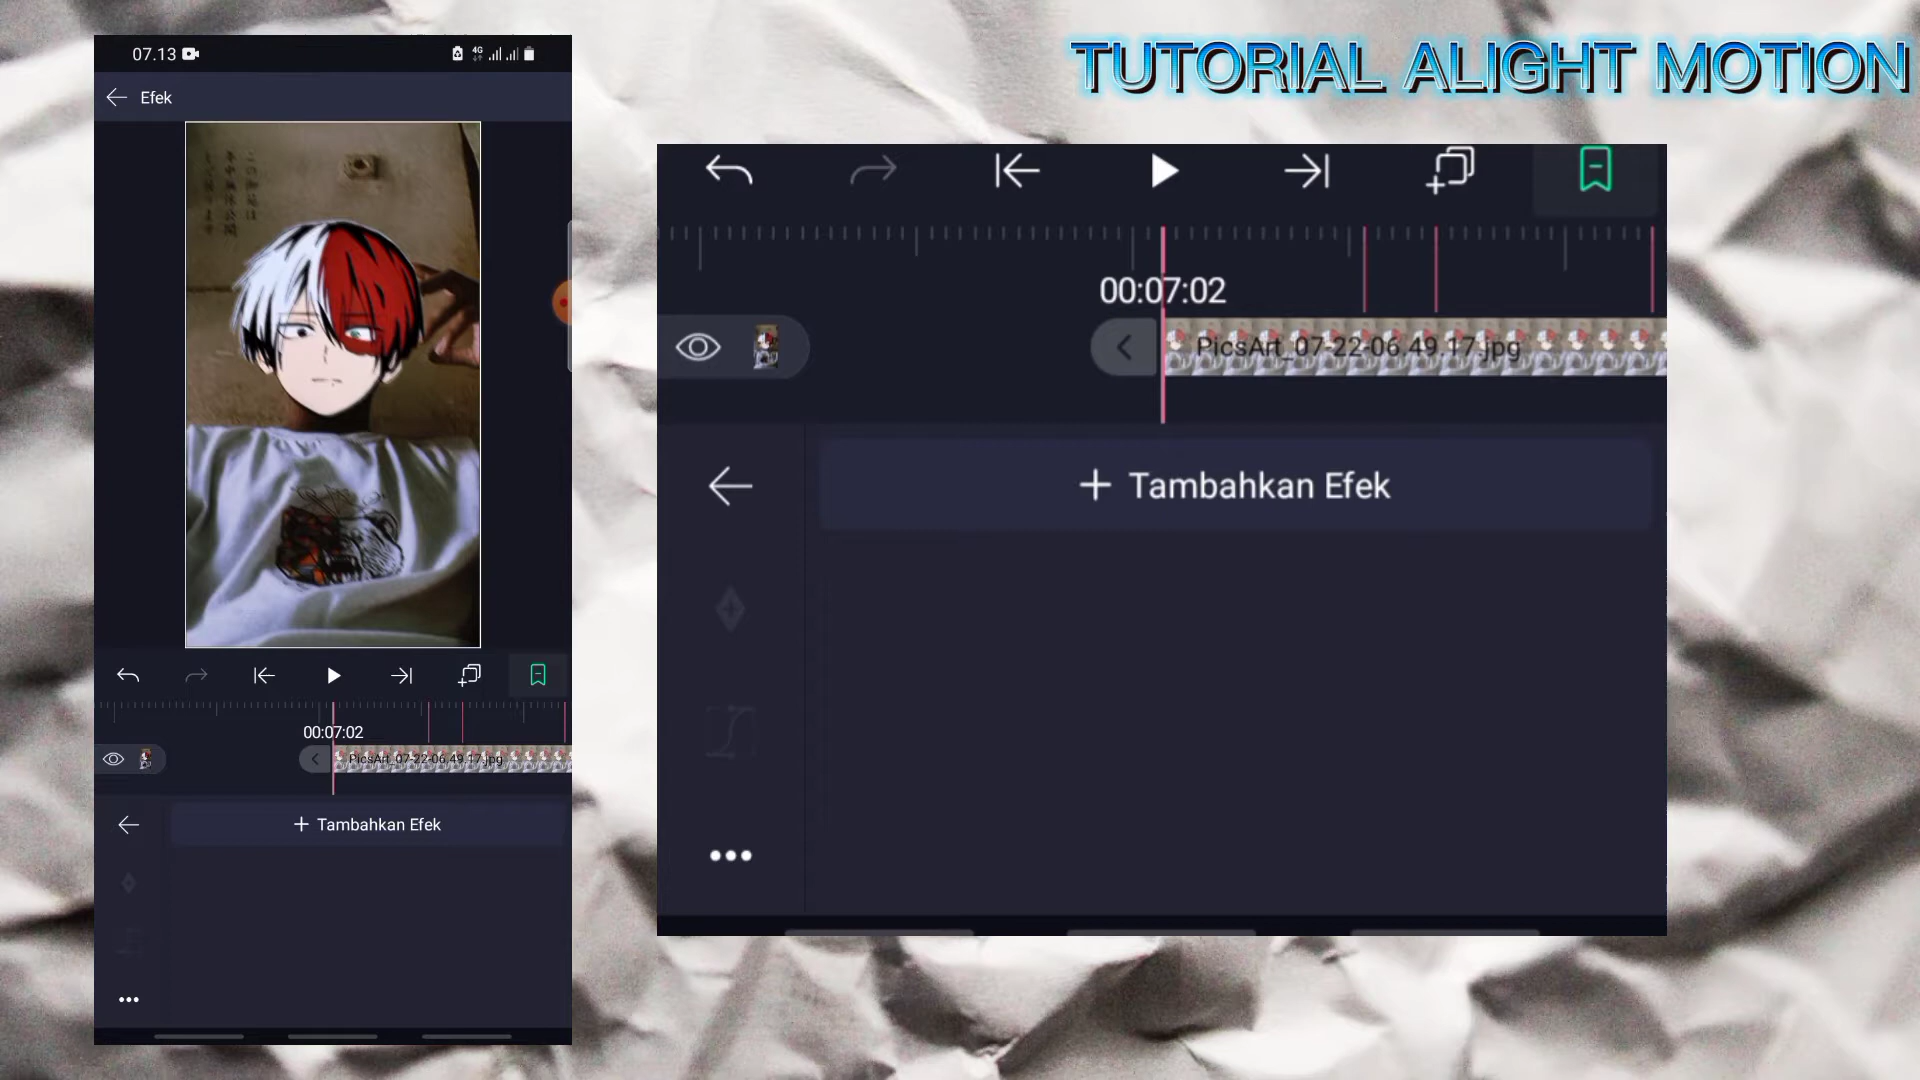 TUTORIAL ALIGHT MOTION
07.13
4G
Efek
00:07:02
PicsArt_07-22-06.49.17.jpg
+ Tambahkan Efek
00:07:02
PicsArt_07-22-06.49.17.jpg
+ Tambahkan Efek